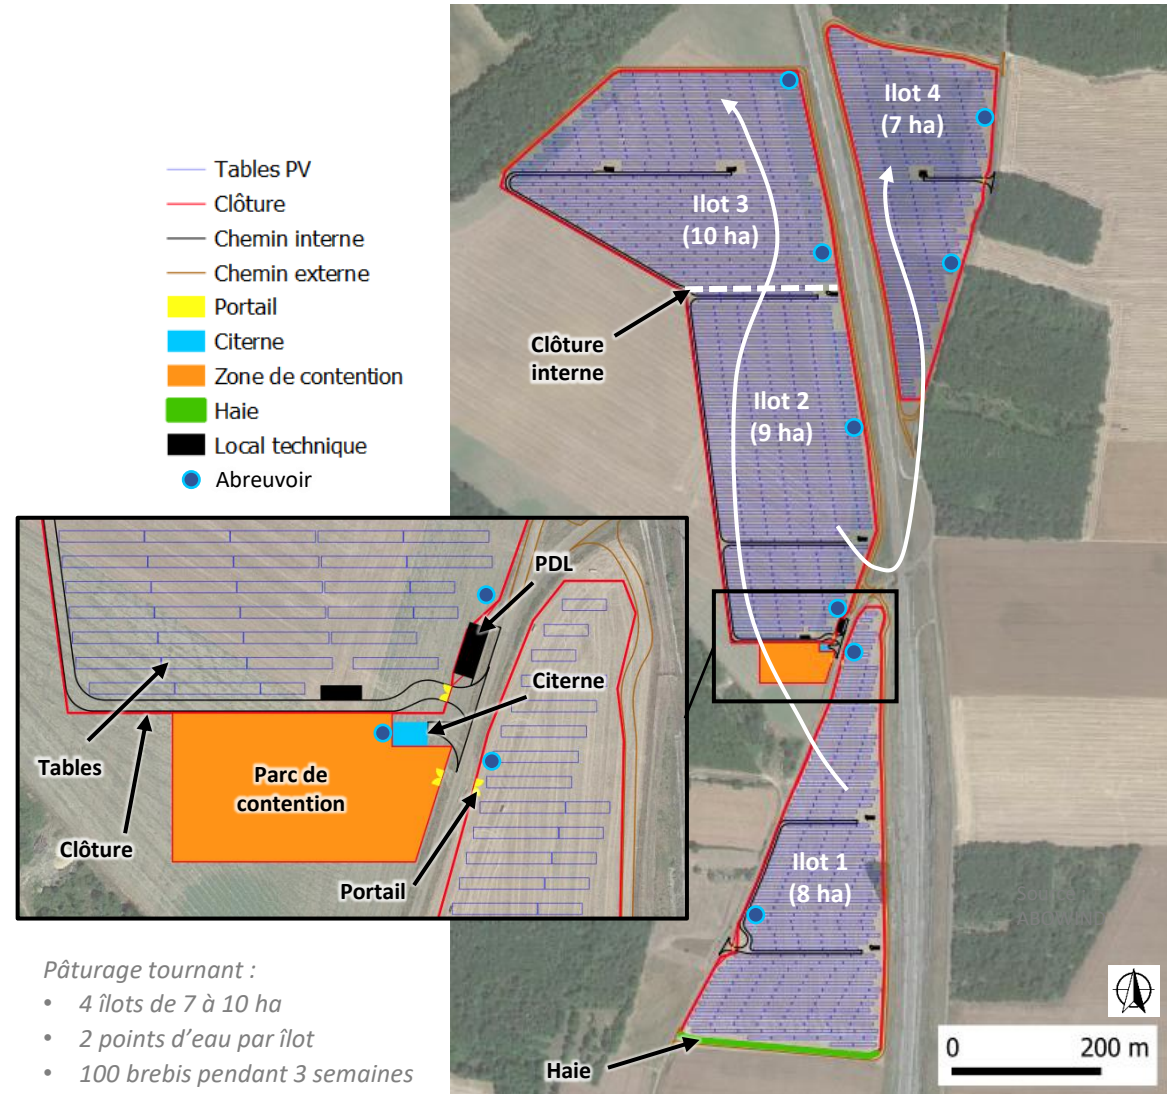 Tables PV
Clôture
Chemin interne
Chemin externe
Portail
Citerne
Zone de contention
Haie
Local technique
Abreuvoir
Ilot 4
(7 ha)
Ilot 3
(10 ha)
Clôture
interne
Ilot 2
(9 ha)
PDL
Citerne
Tables
Parc de
contention
Clôture
Portail
Ilot 1
(8 ha)
Haie
Pâturage tournant :
• 4 îlots de 7 à 10 ha
• 2 points d'eau par îlot
• 100 brebis pendant 3 semaines
0 200 m